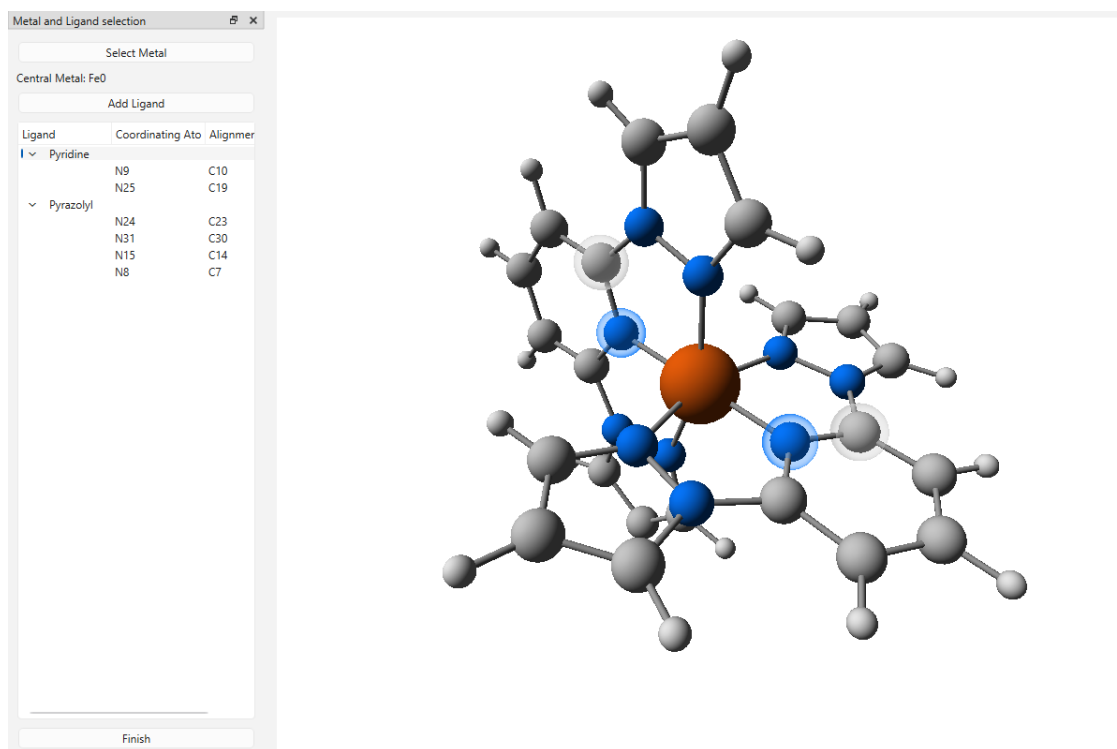 Metal and Ligand selection
Select Metal
Central Metal: Fe0
Add Ligand
Ligand Coordinating Ato Alignmer
Pyridine
N9 C10
N25 C19
Pyrazolyl
N24 C23
N31 C30
N15 C14
N8 C7
Finish